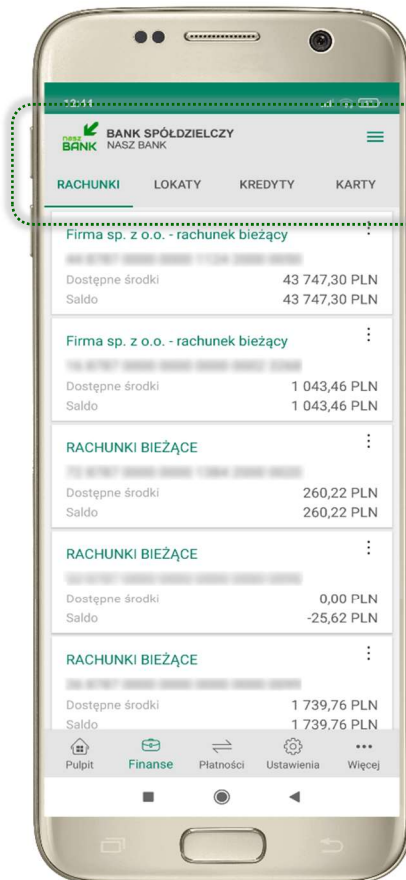 12:11
nasz BANK
BANK SPÓŁDZIELCZY
NASZ BANK
RACHUNKI LOKATY KREDYTY KARTY
Firma sp. z o.o. - rachunek bieżący
Dostępne środki 43 747,30 PLN
Saldo 43 747,30 PLN
Firma sp. z o.o. - rachunek bieżący
Dostępne środki 1 043,46 PLN
Saldo 1 043,46 PLN
RACHUNKI BIEŻĄCE
Dostępne środki 260,22 PLN
Saldo 260,22 PLN
RACHUNKI BIEŻĄCE
Dostępne środki 0,00 PLN
Saldo -25,62 PLN
RACHUNKI BIEŻĄCE
Dostępne środki 1 739,76 PLN
Saldo 1 739,76 PLN
Pulpit Finanse Płatności Ustawienia Więcej